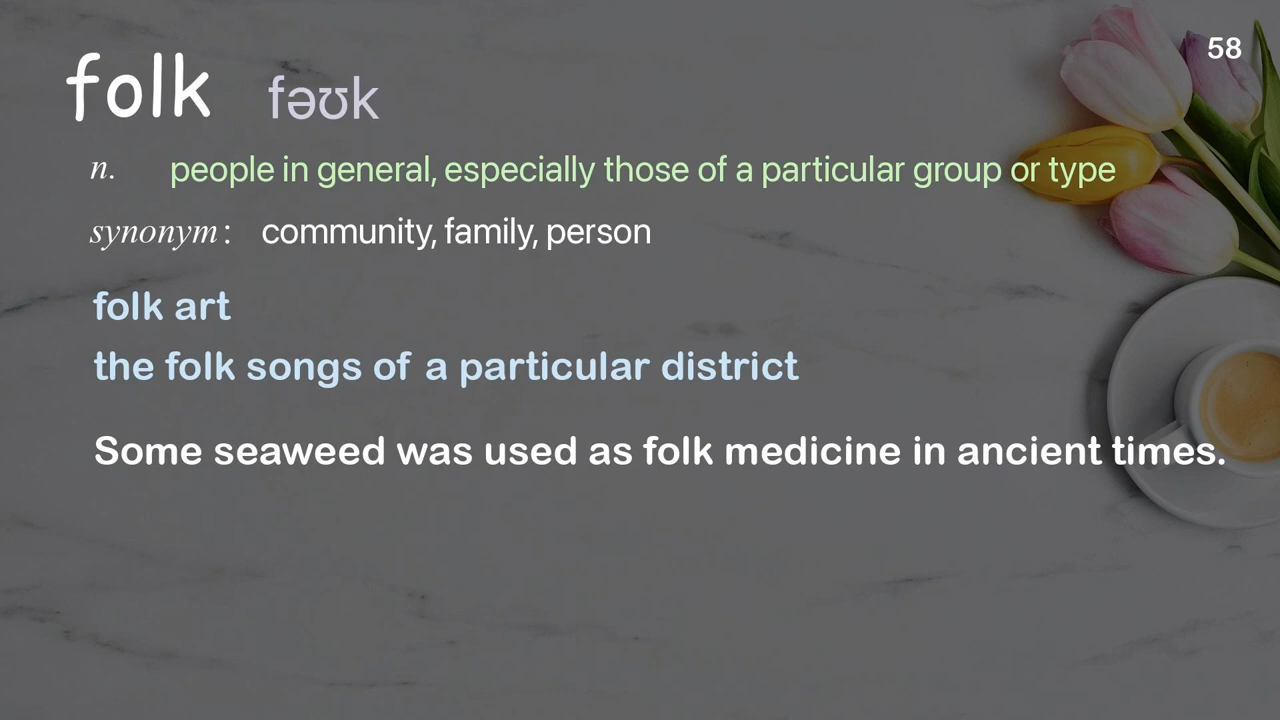 58
folk fəʊk
n. people in general, especially those of a particular group or type
synonym: community, family, person
folk art
the folk songs of a particular district
Some seaweed was used as folk medicine in ancient times.